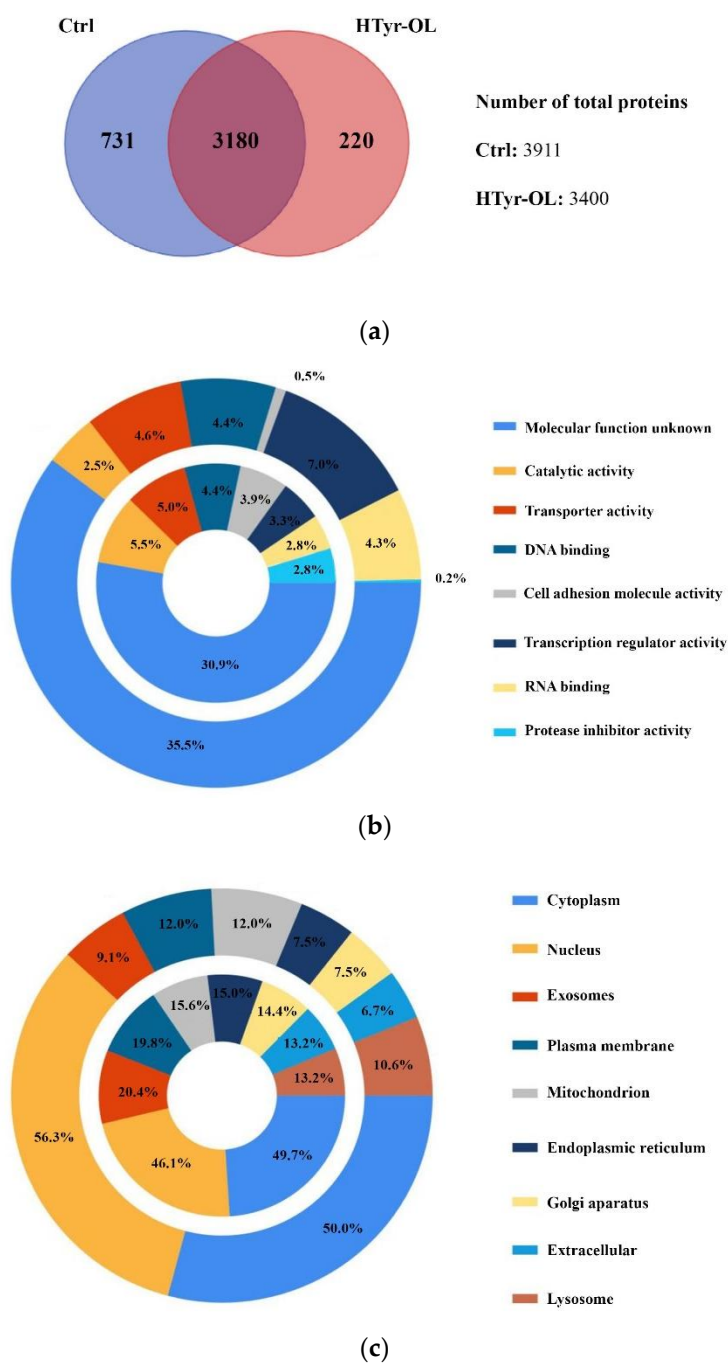 Ctrl
HTyr-OL
731
3180
220
Number of total proteins
Ctrl: 3911
HTyr-OL: 3400
(a)
0.5%
4.6%
4.4%
7.0%
2.5%
4.3%
0.2%
35.5%
5.5%
5.0%
4.4%
3.9%
3.3%
2.8%
2.8%
30,9%
Molecular function unknown
Catalytic activity
Transporter activity
DNA binding
Cell adhesion molecule activity
Transcription regulator activity
RNA binding
Protease inhibitor activity
(b)
9.1%
12.0%
12.0%
7.5%
7.5%
6.7%
10.6%
56.3%
50.0%
20.4%
19.8%
15.6%
15.0%
14.4%
13.2%
13.2%
46.1%
49.7%
Cytoplasm
Nucleus
Exosomes
Plasma membrane
Mitochondrion
Endoplasmic reticulum
Golgi aparatus
Extracellular
Lysosome
(c)